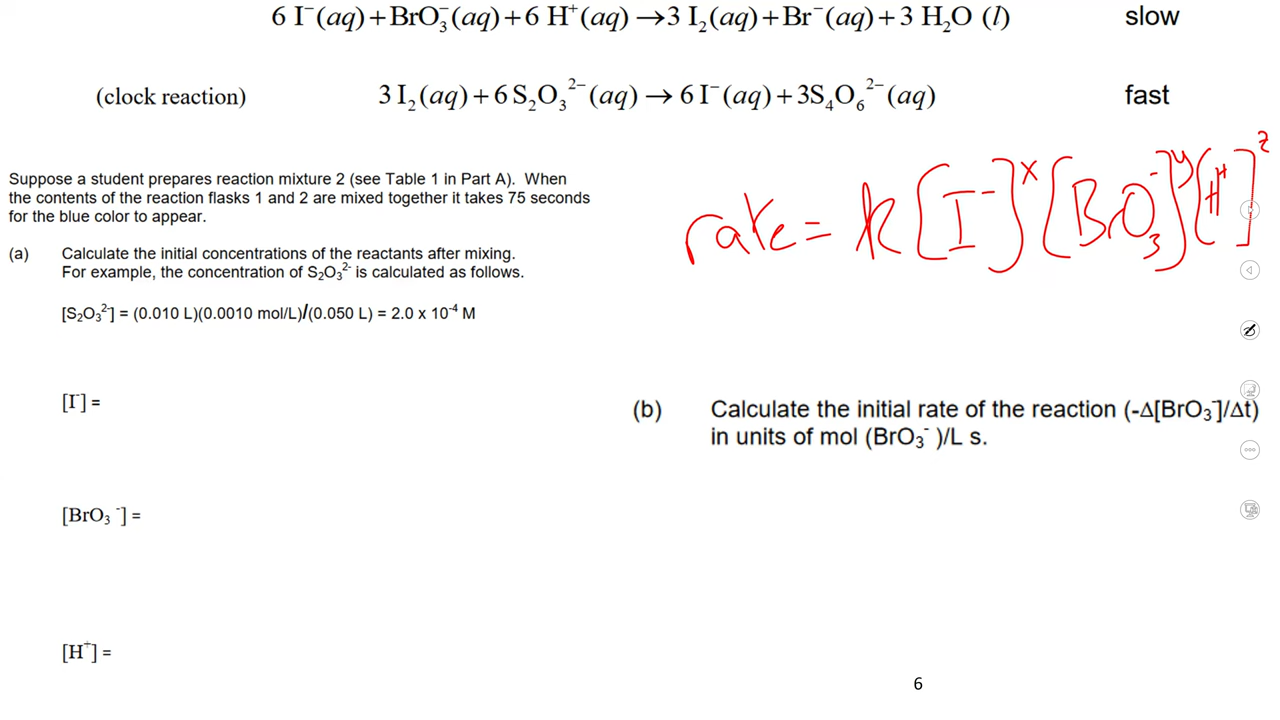 6 I⁻(aq)+BrO₃⁻(aq)+6 H⁺(aq) →3 I₂(aq)+Br⁻(aq)+3 H₂O (l) slow
(clock reaction) 3 I₂(aq)+6 S₂O₃²⁻(aq) → 6 I⁻(aq)+3S₄O₆²⁻(aq) fast
rate = k[I⁻]ˣ[BrO₃⁻]ʸ[H⁺]ᶻ
Suppose a student prepares reaction mixture 2 (see Table 1 in Part A). When
the contents of the reaction flasks 1 and 2 are mixed together it takes 75 seconds
for the blue color to appear.
(a) Calculate the initial concentrations of the reactants after mixing.
For example, the concentration of S₂O₃²⁻ is calculated as follows.
[S₂O₃²⁻] = (0.010 L)(0.0010 mol/L)/(0.050 L) = 2.0 x 10⁻⁴ M
[I⁻] =
(b) Calculate the initial rate of the reaction (-Δ[BrO₃⁻]/Δt)
in units of mol (BrO₃⁻ )/L s.
[BrO₃⁻] =
[H⁺] =
6